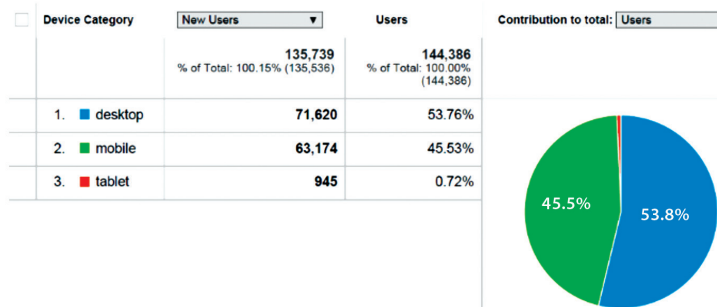 Device Category New Users ▼ Users Contribution to total: Users
135,739 144,386
% of Total: 100.15% (135,536) % of Total: 100.00%
(144,386)
1. desktop 71,620 53.76%
2. mobile 63,174 45.53%
3. tablet 945 0.72%
45.5% 53.8%